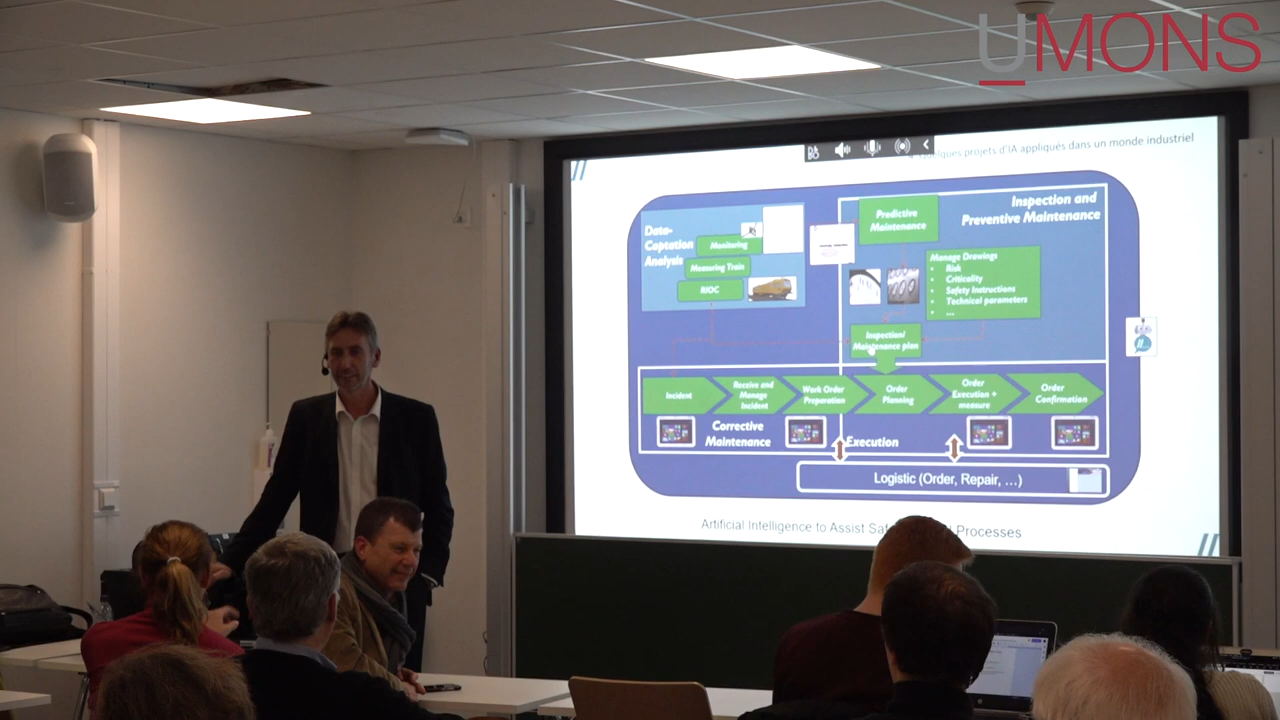 UMONS
quelques projets d'IA appliqués dans un monde industriel
Data-
Captation
Analysis
Monitoring
Measuring Train
RIOC
Predictive
Maintenance
Inspection and
Preventive Maintenance
Manage Drawings
• Risk
• Criticality
• Safety Instructions
• Technical parameters
• ...
Inspection/
Maintenance plan
Incident
Receive and
Manage
Incident
Work Order
Preparation
Order
Planning
Order
Execution +
measure
Order
Confirmation
Corrective
Maintenance
Execution
Logistic (Order, Repair, ...)
Artificial Intelligence to Assist Processes